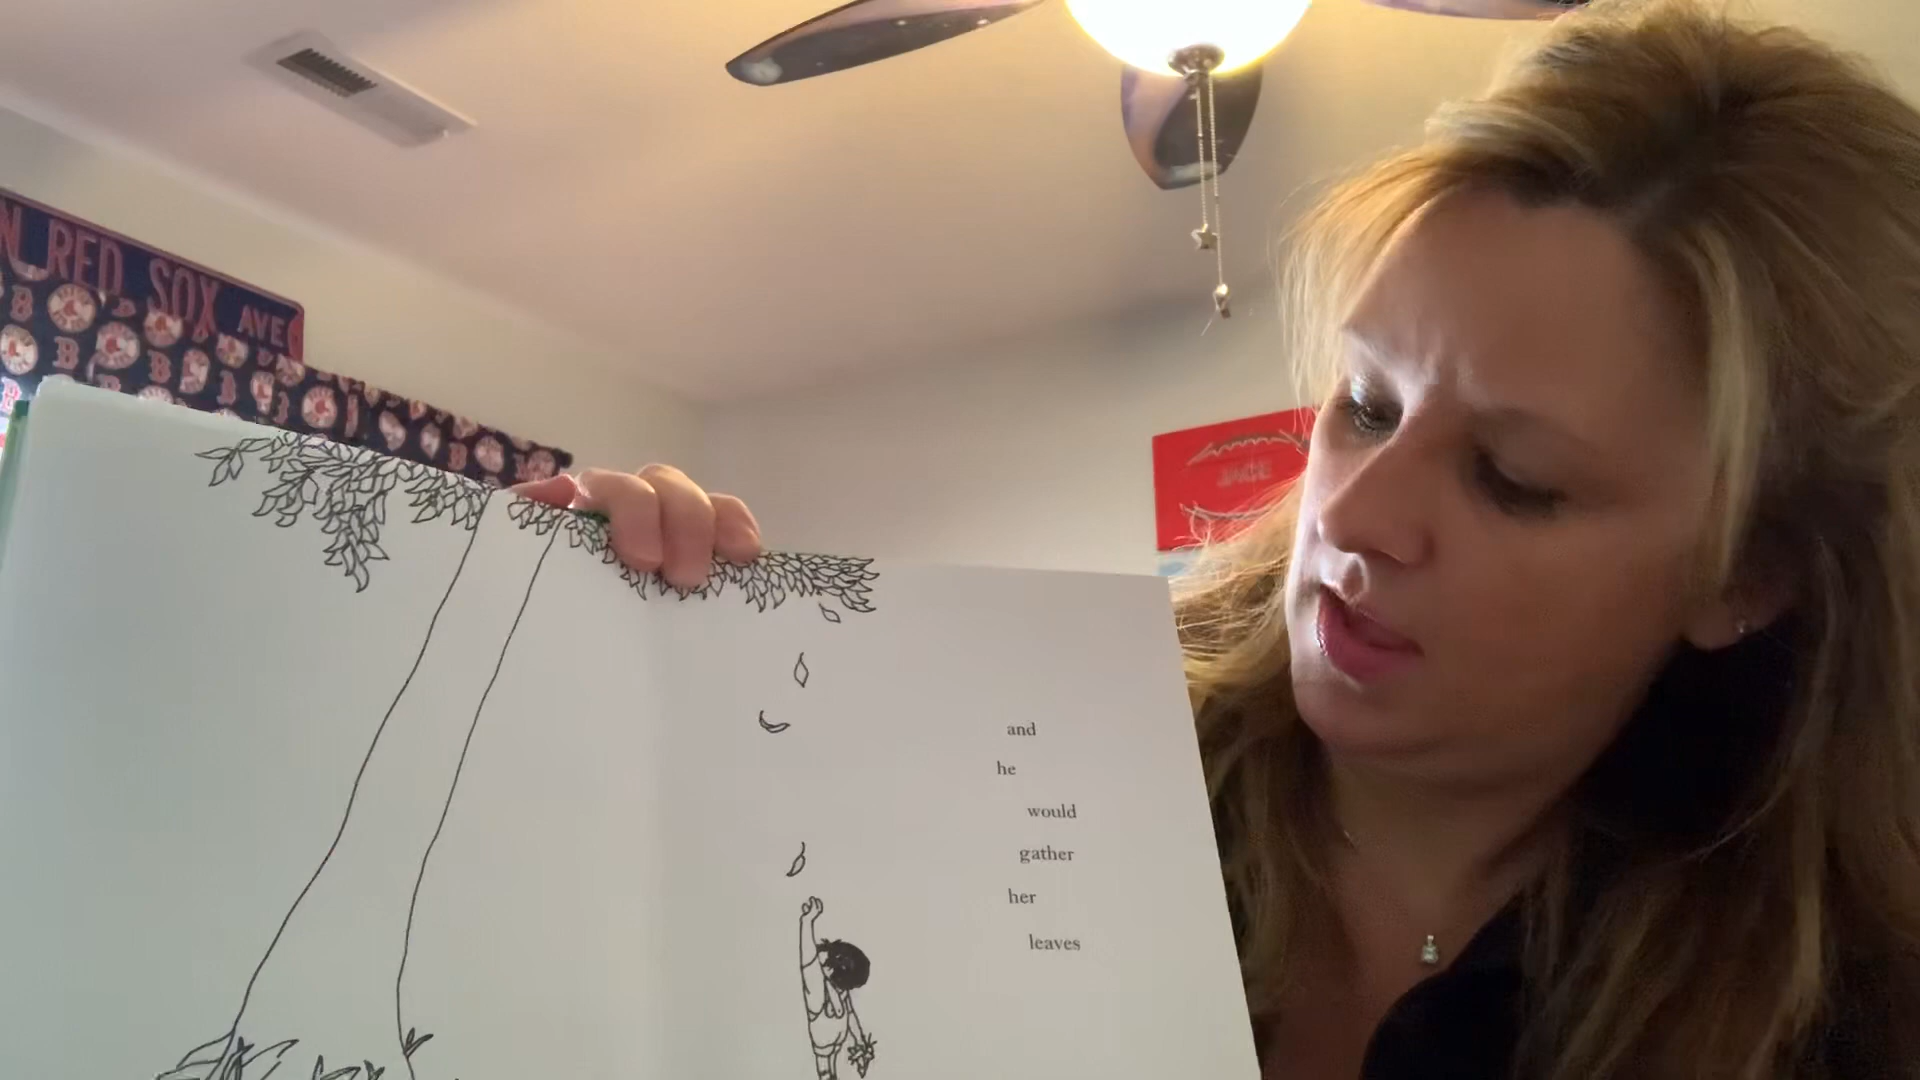 N RED SOX AVE
B
B
B
B
and
he
would
gather
her
leaves